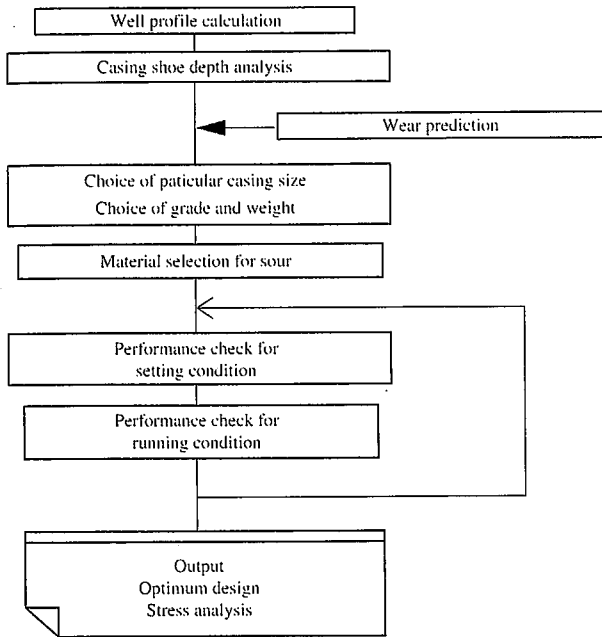 Well profile calculation
Casing shoe depth analysis
Wear prediction
Choice of paticular casing size
Choice of grade and weight
Material selection for sour
Performance check for
setting condition
Performance check for
running condition
Output
Optimum design
Stress analysis